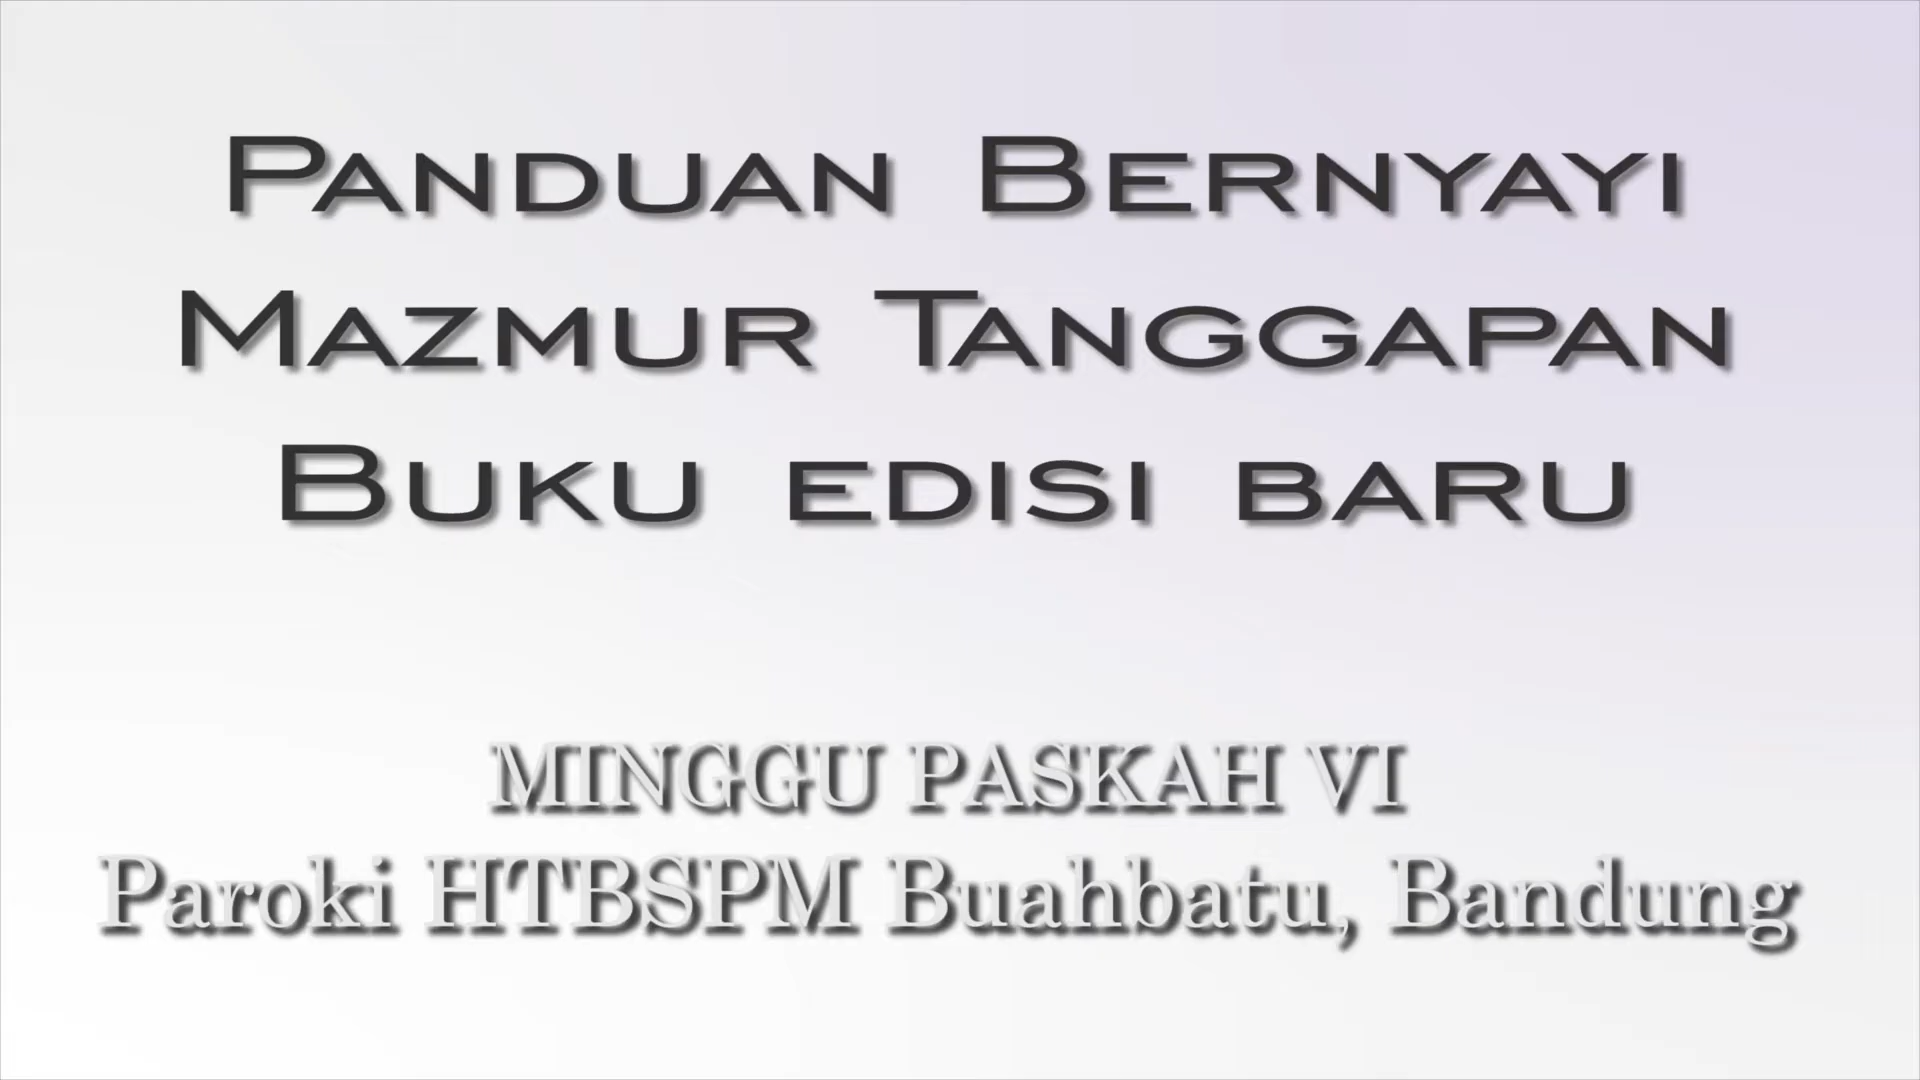 Panduan Bernyayi
Mazmur Tanggapan
Buku edisi baru
MINGGU PASKAH VI
Paroki HTBSPM Buahbatu, Bandung